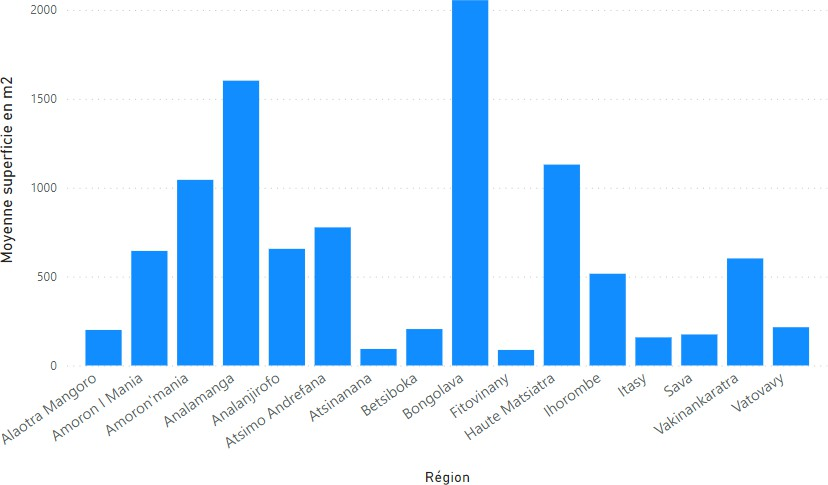 Moyenne superficie en m2
2000
1500
1000
500
0
Alaotra Mangoro
Amoron I Mania
Amoron'mania
Analamanga
Analanjirofo
Atsimo Andrefana
Atsinanana
Betsiboka
Bongolava
Fitovinany
Haute Matsiatra
Ihorombe
Itasy
Sava
Vakinankaratra
Vatovavy
Région